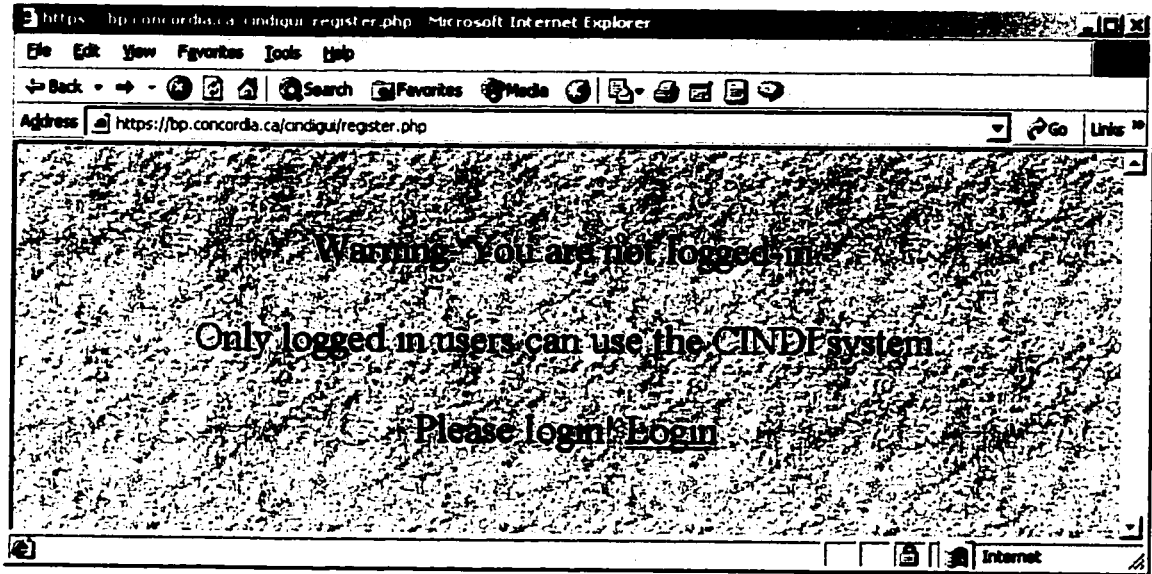 https bp.concordia.ca cindigui register.php Microsoft Internet Explorer
File Edit View Favorites Tools Help
Back Search Favorites Media
Address https://bp.concordia.ca/cindigui/register.php Go Links »
Warning: You are not logged-in
Only logged in users can use the CINDI system.
Please login! Login
Internet